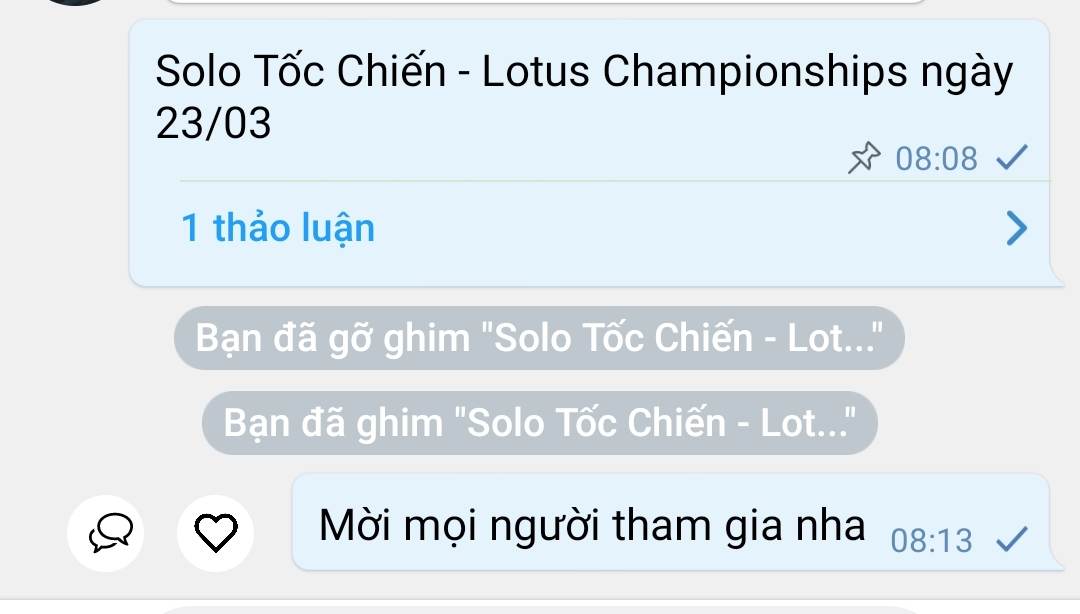 Solo Tốc Chiến - Lotus Championships ngày
23/03
08:08
1 thảo luận
Bạn đã gỡ ghim "Solo Tốc Chiến - Lot..."
Bạn đã ghim "Solo Tốc Chiến - Lot..."
Mời mọi người tham gia nha 08:13